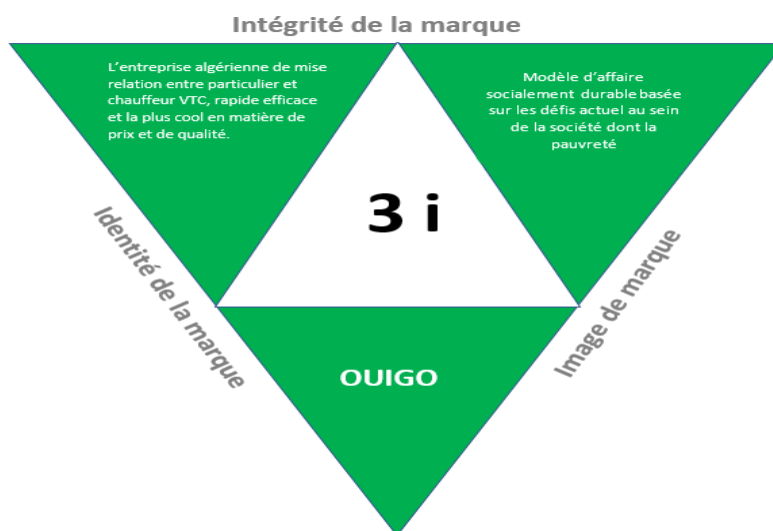 Intégrité de la marque
L'entreprise algérienne de mise
relation entre particulier et
chauffeur VTC, rapide efficace
et la plus cool en matière de
prix et de qualité.
Modèle d'affaire
socialement durable basée
sur les défis actuel au sein
de la société dont la
pauvreté
3 i
Identité de la marque
Image de marque
OUIGO